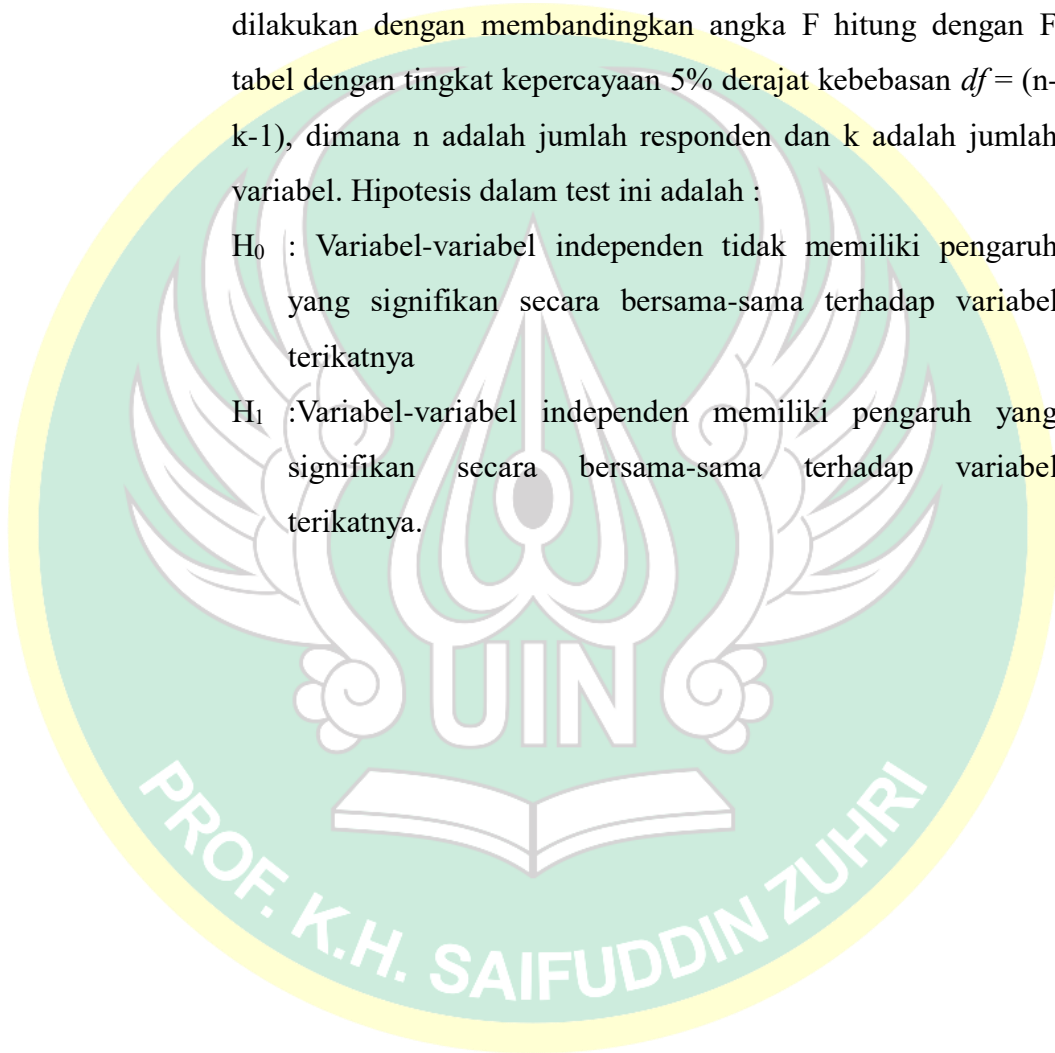 dilakukan dengan membandingkan angka F hitung dengan F
tabel dengan tingkat kepercayaan 5% derajat kebebasan df = (n-
k-1), dimana n adalah jumlah responden dan k adalah jumlah
variabel. Hipotesis dalam test ini adalah :
H₀ : Variabel-variabel independen tidak memiliki pengaruh
yang signifikan secara bersama-sama terhadap variabel
terikatnya
H₁ :Variabel-variabel independen memiliki pengaruh yang
signifikan secara bersama-sama terhadap variabel
terikatnya.
UIN
PROF. K.H. SAIFUDDIN ZUHRI